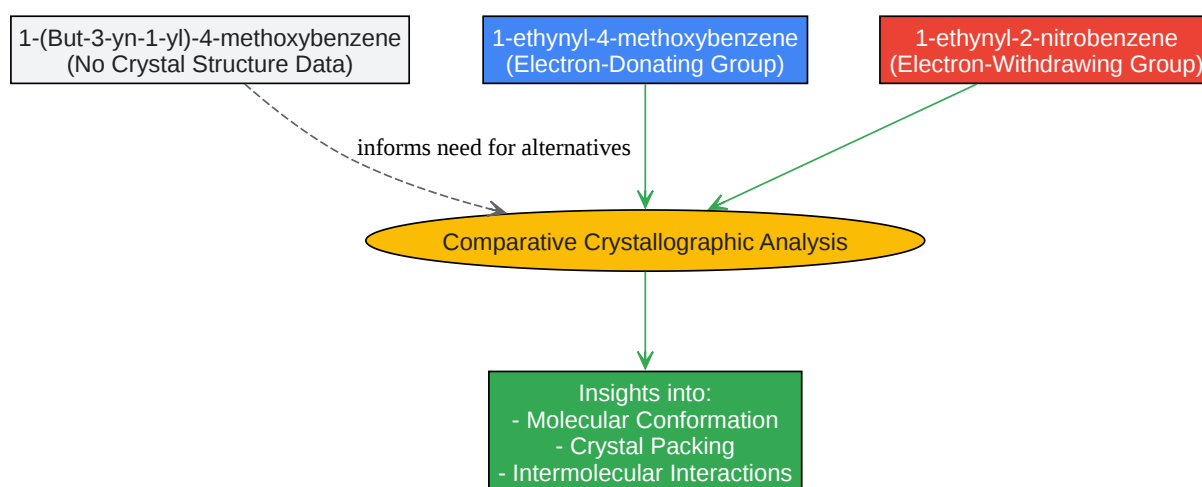 1-(But-3-yn-1-yl)-4-methoxybenzene
(No Crystal Structure Data)
1-ethynyl-4-methoxybenzene
(Electron-Donating Group)
1-ethynyl-2-nitrobenzene
(Electron-Withdrawing Group)
informs need for alternatives
Comparative Crystallographic Analysis
Insights into:
- Molecular Conformation
- Crystal Packing
- Intermolecular Interactions